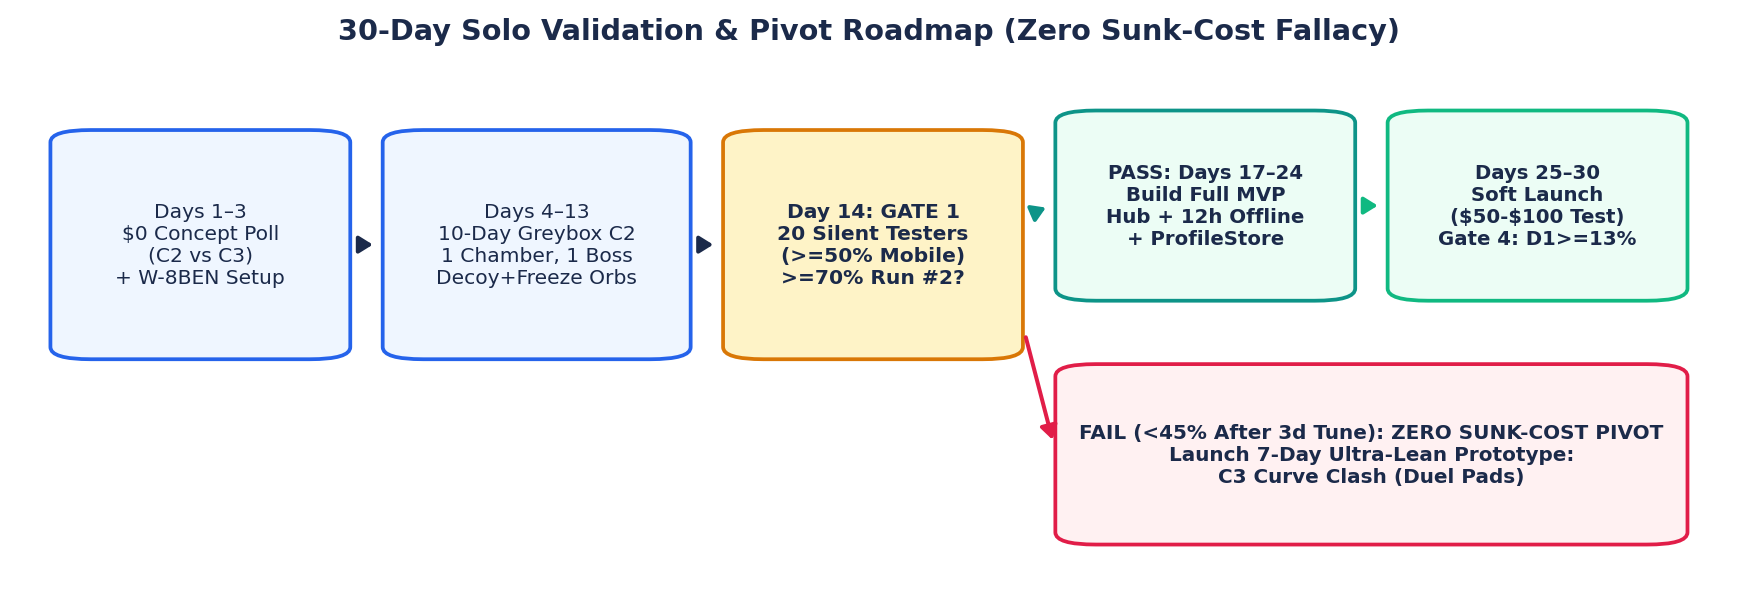 30-Day Solo Validation & Pivot Roadmap (Zero Sunk-Cost Fallacy)
Days 1–3
$0 Concept Poll
(C2 vs C3)
+ W-8BEN Setup
Days 4–13
10-Day Greybox C2
1 Chamber, 1 Boss
Decoy+Freeze Orbs
Day 14: GATE 1
20 Silent Testers
(>=50% Mobile)
>=70% Run #2?
PASS: Days 17–24
Build Full MVP
Hub + 12h Offline
+ ProfileStore
Days 25–30
Soft Launch
($50-$100 Test)
Gate 4: D1>=13%
FAIL (<45% After 3d Tune): ZERO SUNK-COST PIVOT
Launch 7-Day Ultra-Lean Prototype:
C3 Curve Clash (Duel Pads)